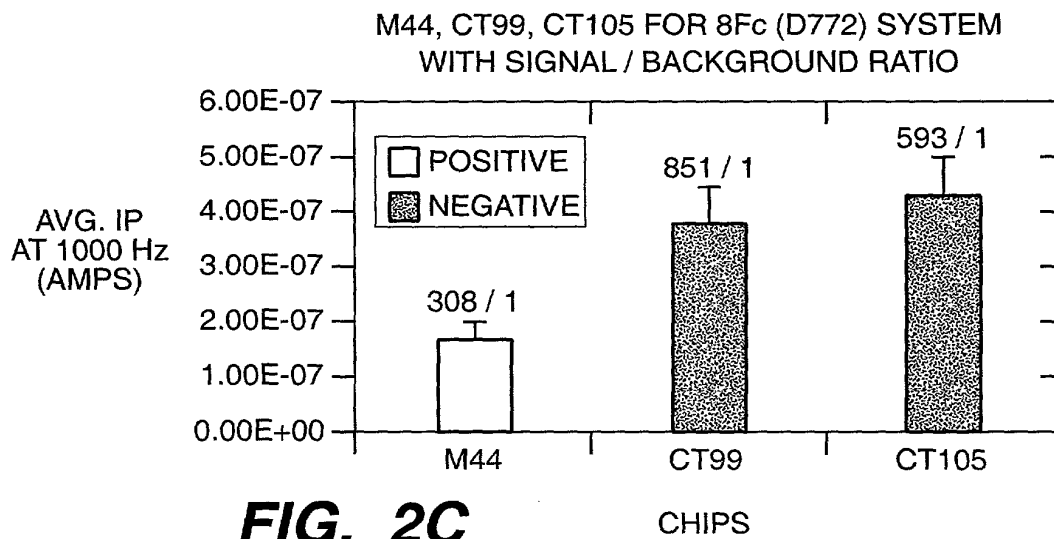 M44, CT99, CT105 FOR 8Fc (D772) SYSTEM
WITH SIGNAL / BACKGROUND RATIO
6.00E-07
5.00E-07
4.00E-07
3.00E-07
2.00E-07
1.00E-07
0.00E+00
AVG. IP
AT 1000 Hz
(AMPS)
POSITIVE
NEGATIVE
308 / 1
851 / 1
593 / 1
M44
CT99
CT105
CHIPS
FIG. 2C